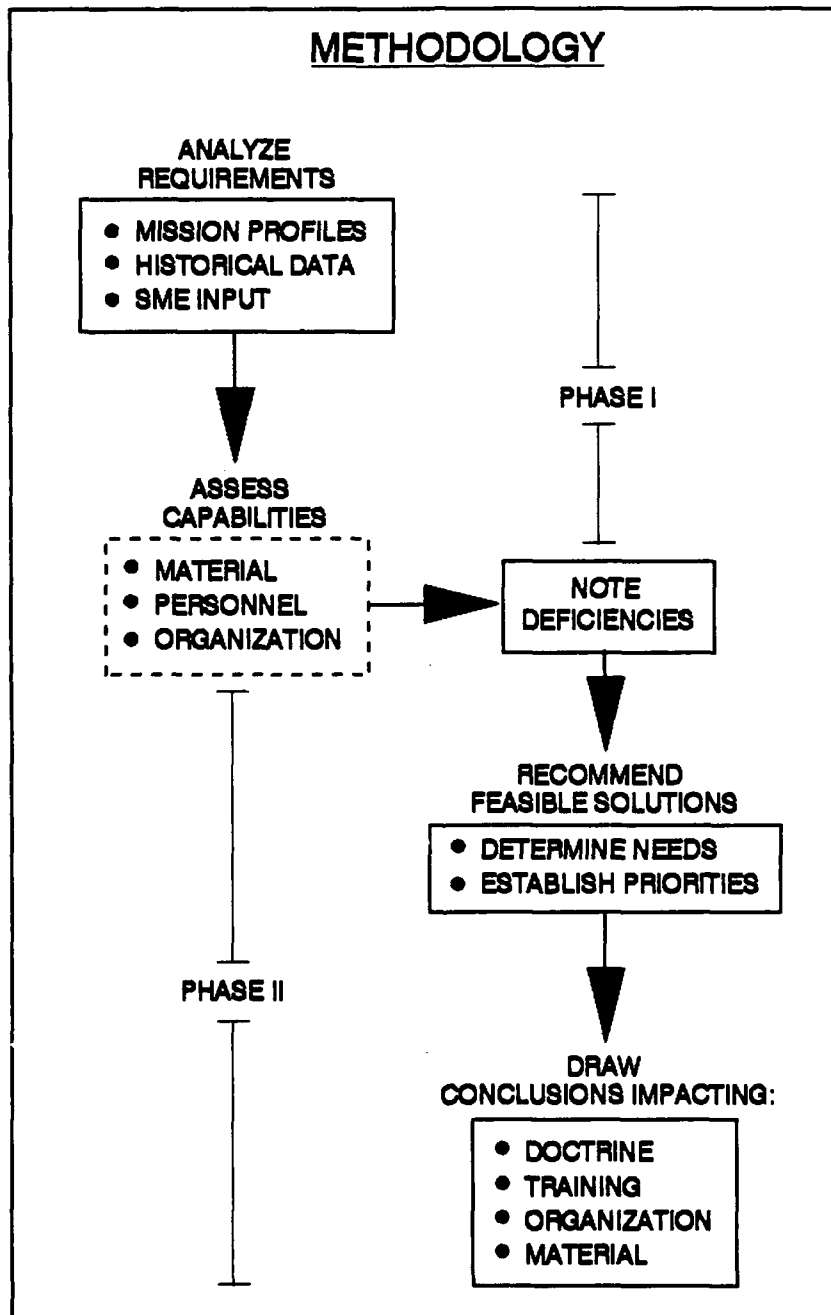 METHODOLOGY
ANALYZE
REQUIREMENTS
● MISSION PROFILES
● HISTORICAL DATA
● SME INPUT
PHASE I
ASSESS
CAPABILITIES
● MATERIAL
● PERSONNEL
● ORGANIZATION
NOTE
DEFICIENCIES
RECOMMEND
FEASIBLE SOLUTIONS
● DETERMINE NEEDS
● ESTABLISH PRIORITIES
PHASE II
DRAW
CONCLUSIONS IMPACTING:
● DOCTRINE
● TRAINING
● ORGANIZATION
● MATERIAL